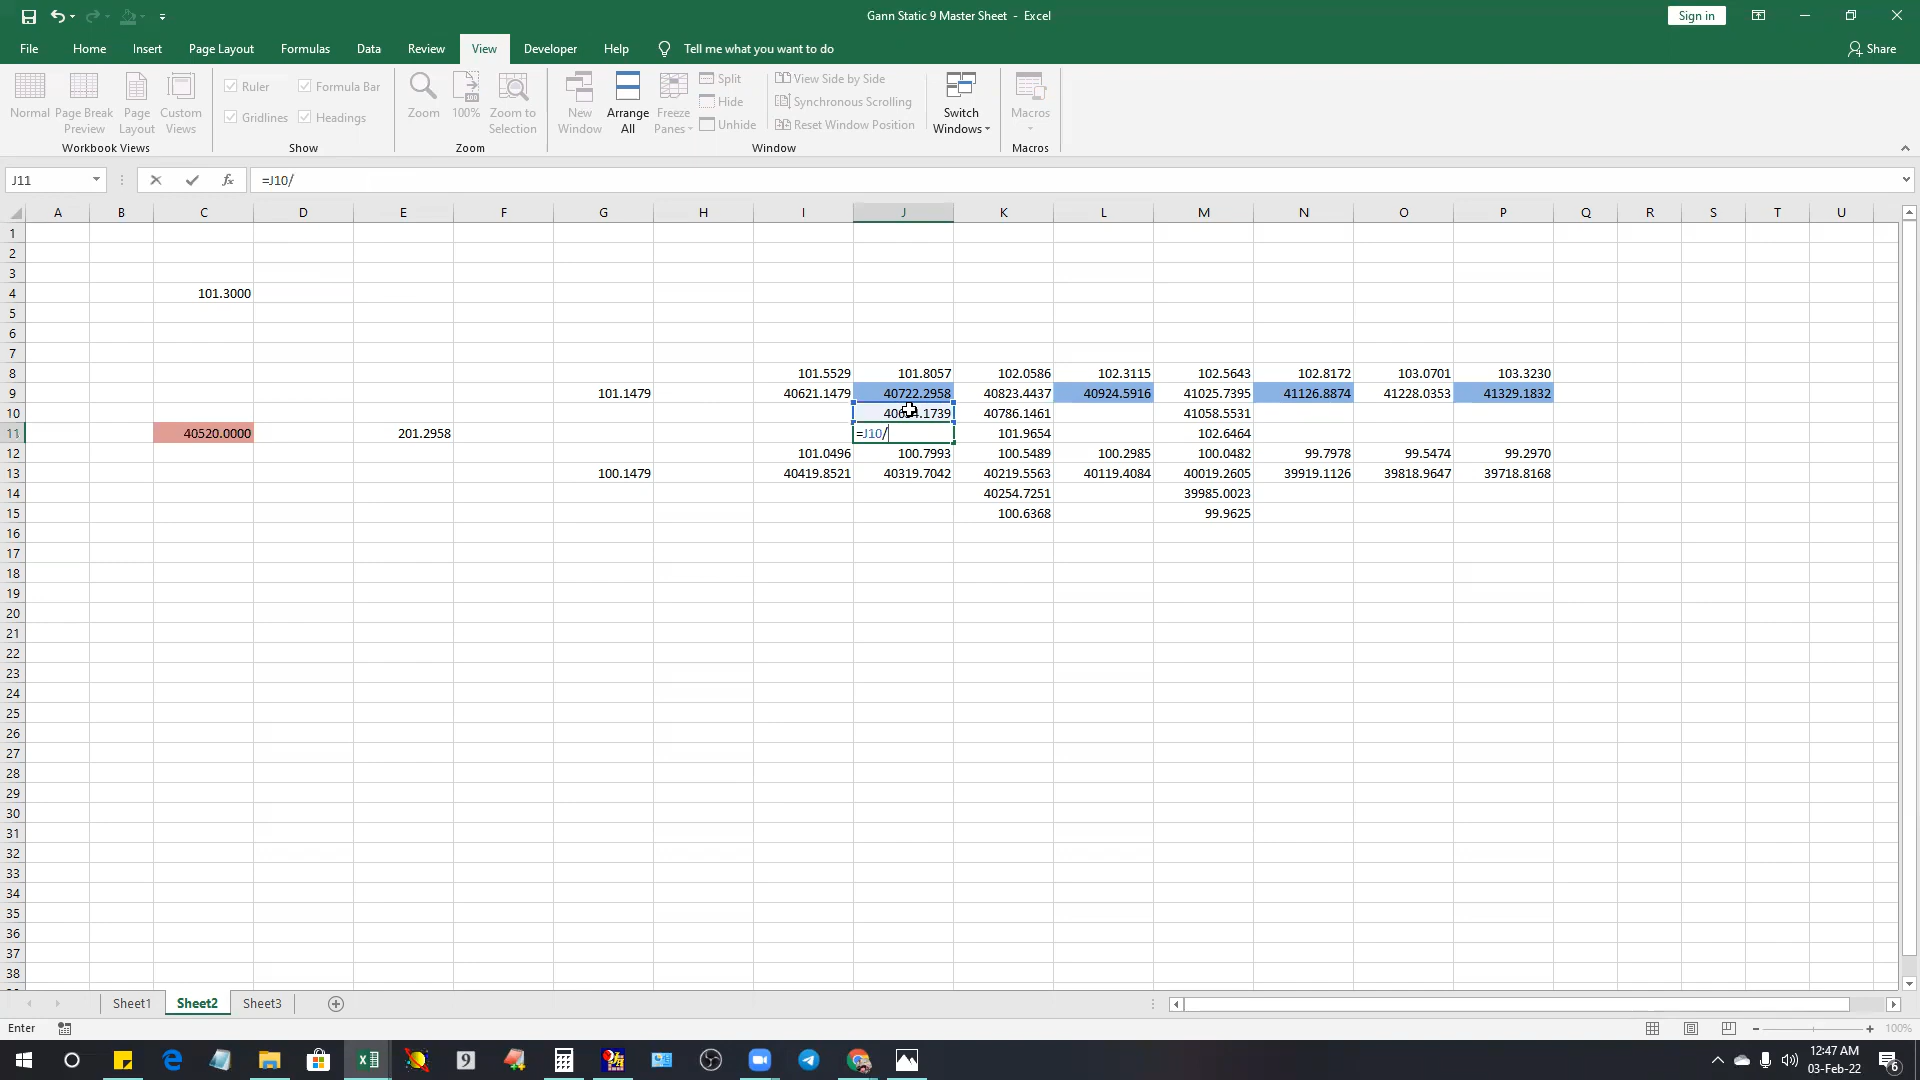 Gann Static 9 Master Sheet - Excel
Sign in
File Home Insert Page Layout Formulas Data Review View Developer Help Tell me what you want to do Share
Normal
Page Break Preview
Page Layout
Custom Views
Workbook Views
Ruler
Formula Bar
Gridlines
Headings
Show
Zoom
100%
Zoom to Selection
Zoom
New Window
Arrange All
Freeze Panes
Split
Hide
Unhide
View Side by Side
Synchronous Scrolling
Reset Window Position
Switch Windows
Window
Macros
Macros
J11 fx =J10/
A B C D E F G H I J K L M N O P Q R S T U
1
2
3
4 101.3000
5
6
7
8 101.5529 101.8057 102.0586 102.3115 102.5643 102.8172 103.0701 103.3230
9 101.1479 40621.1479 40722.2958 40823.4437 40924.5916 41025.7395 41126.8874 41228.0353 41329.1832
10 40786.1461 41058.5531
11 40520.0000 201.2958 =J10/ 101.9654 102.6464
12 101.0496 100.7993 100.5489 100.2985 100.0482 99.7978 99.5474 99.2970
13 100.1479 40419.8521 40319.7042 40219.5563 40119.4084 40019.2605 39919.1126 39818.9647 39718.8168
14 40254.7251 39985.0023
15 100.6368 99.9625
16
17
18
19
20
21
22
23
24
25
26
27
28
29
30
31
32
33
34
35
36
37
38
Sheet1 Sheet2 Sheet3
Enter 100%
12:47 AM
03-Feb-22
6